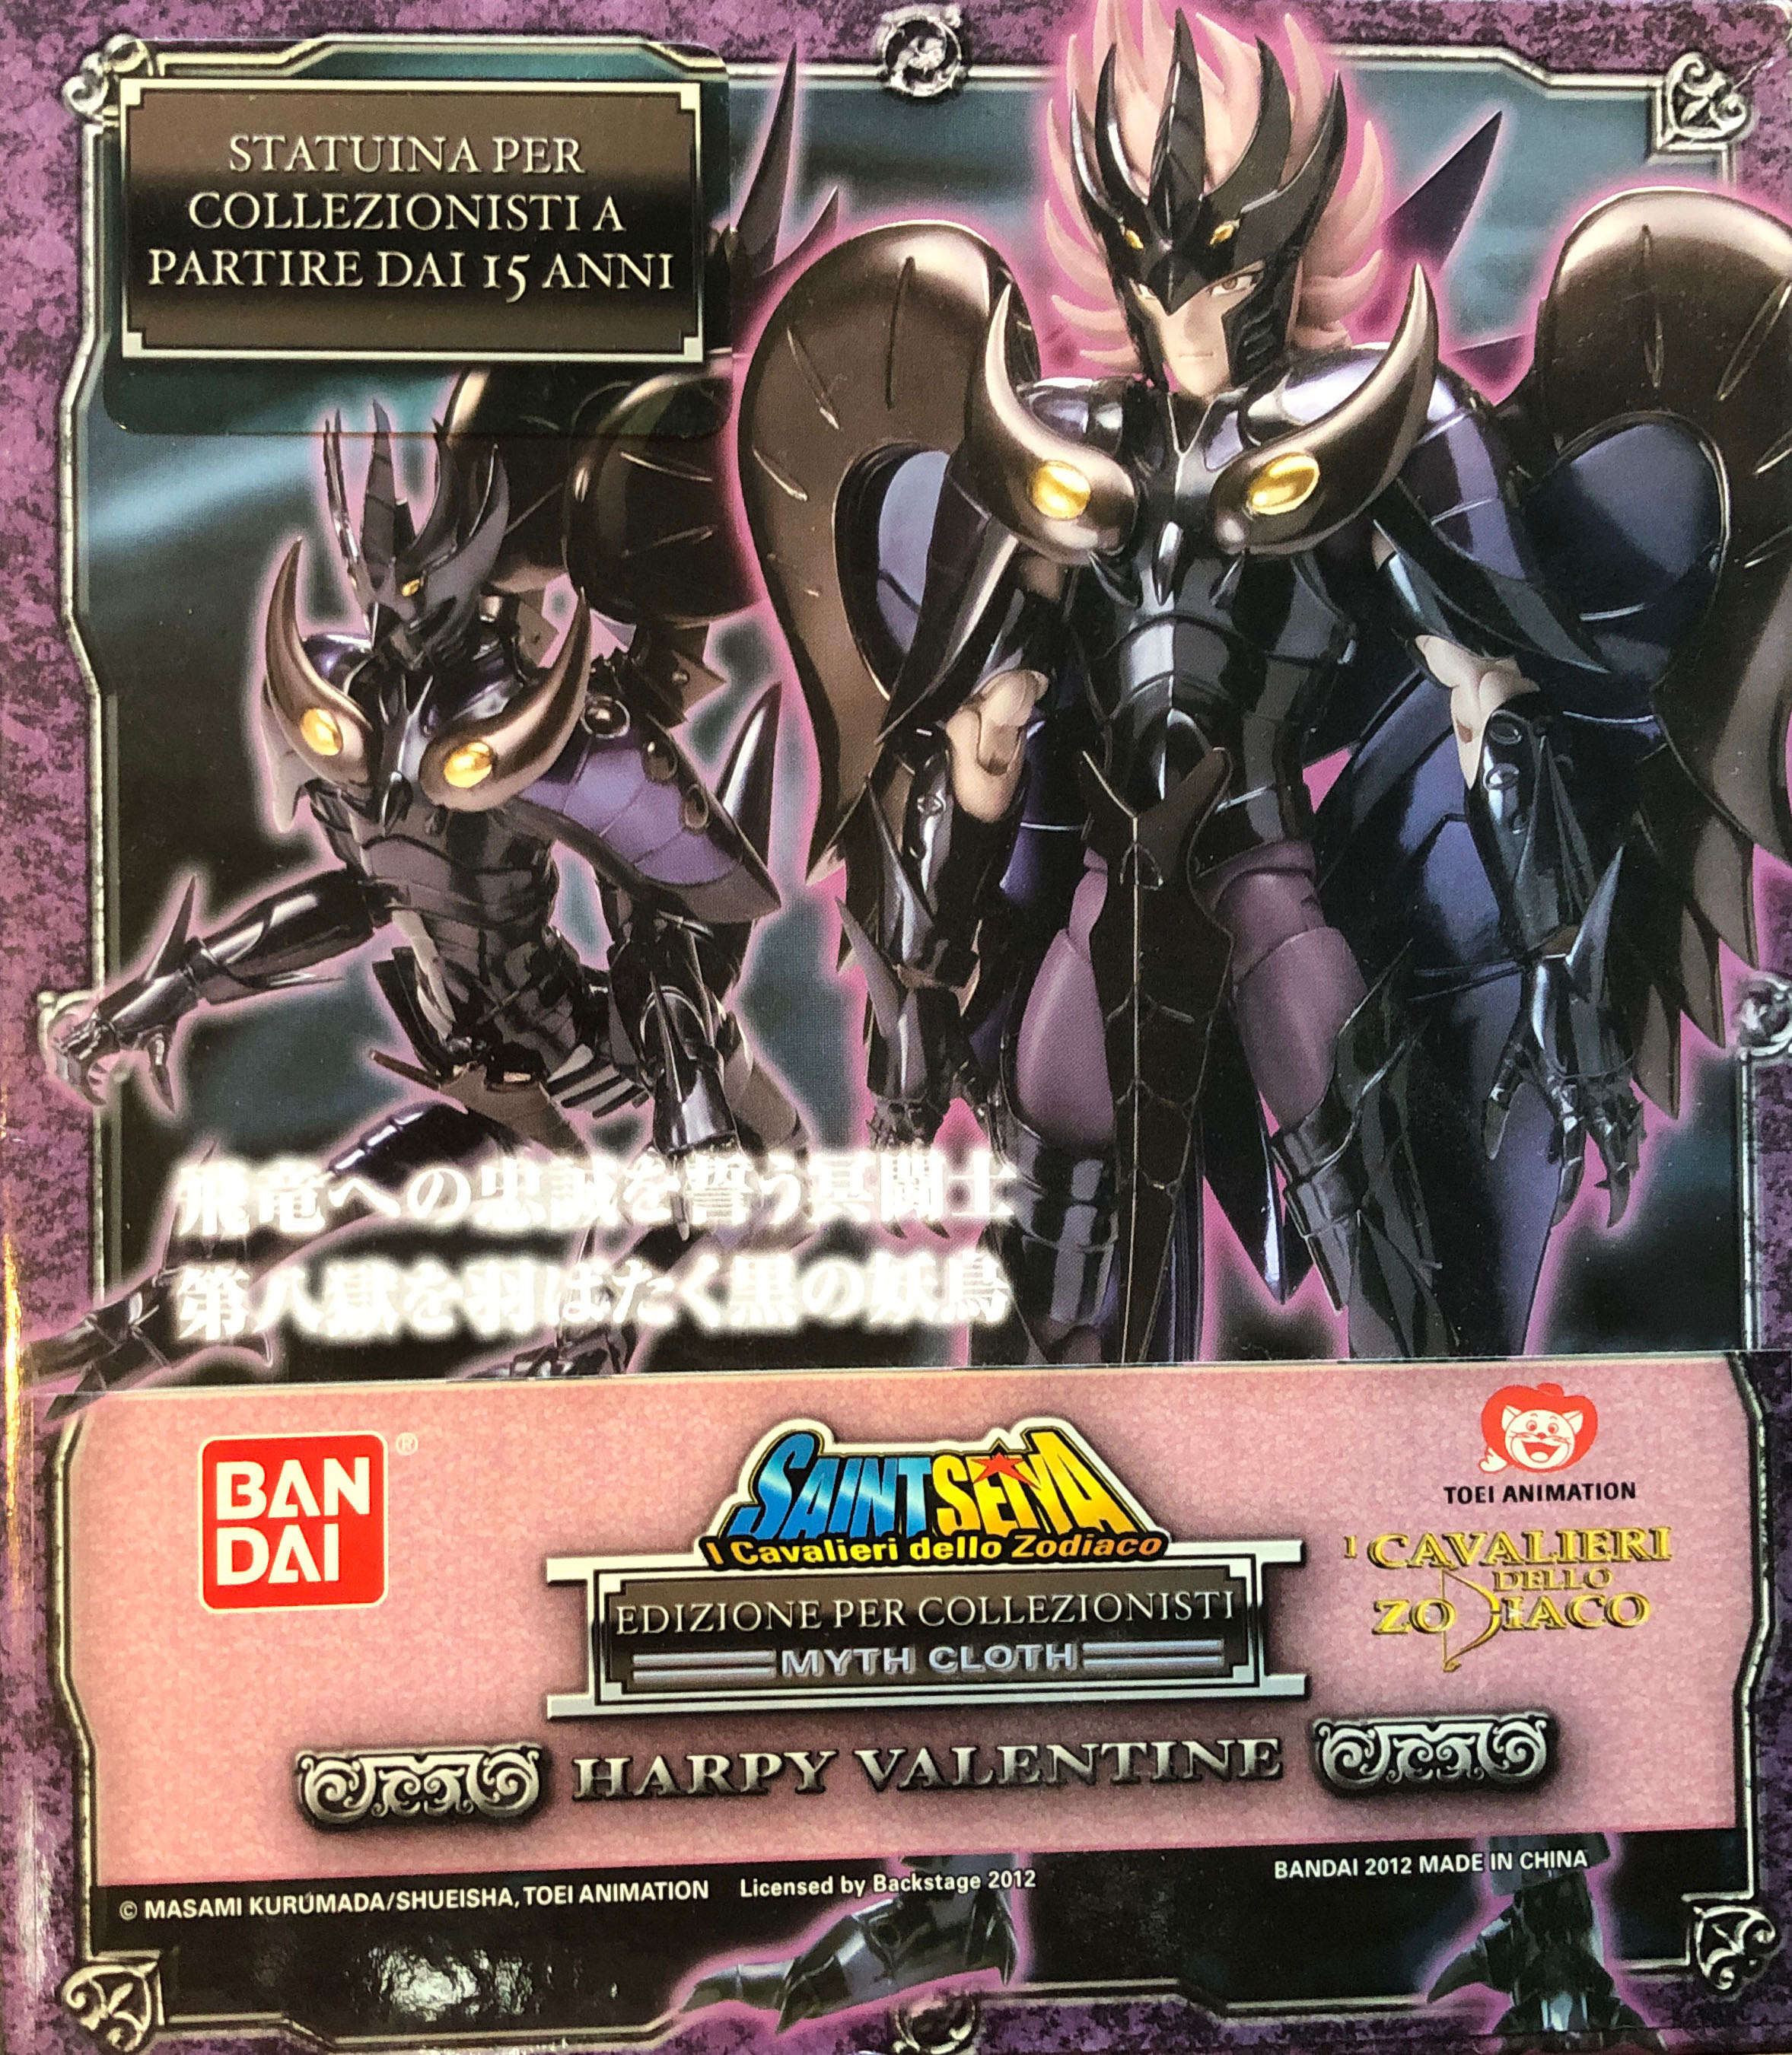 STATUINA PER
COLLEZIONISTI A
PARTIRE DAI 15 ANNI
飛竜への忠誠を誓う冥闘士
第八獄を羽ばたく黒の妖鳥
BAN
DAI
®
SAINT SEIYA
I Cavalieri dello Zodiaco
EDIZIONE PER COLLEZIONISTI
MYTH CLOTH
TOEI ANIMATION
I CAVALIERI
DELLO
ZODIACO
HARPY VALENTINE
© MASAMI KURUMADA/SHUEISHA, TOEI ANIMATION Licensed by Backstage 2012
BANDAI 2012 MADE IN CHINA